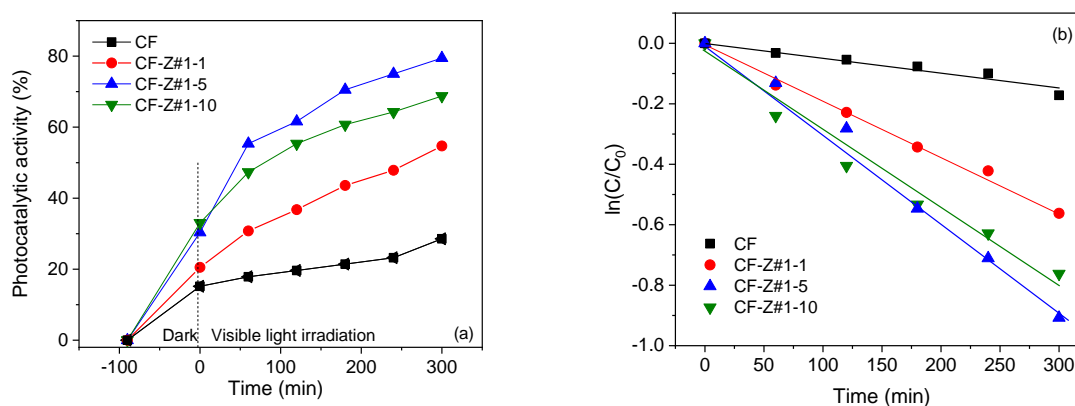 CF
CF-Z#1-1
CF-Z#1-5
CF-Z#1-10
80
60
40
20
0
Photocatalytic activity (%)
Dark
Visible light irradiation
(a)
-100
0
100
200
300
Time (min)
(b)
0.0
-0.2
-0.4
-0.6
-0.8
-1.0
ln(C/C0)
CF
CF-Z#1-1
CF-Z#1-5
CF-Z#1-10
0
50
100
150
200
250
300
Time (min)